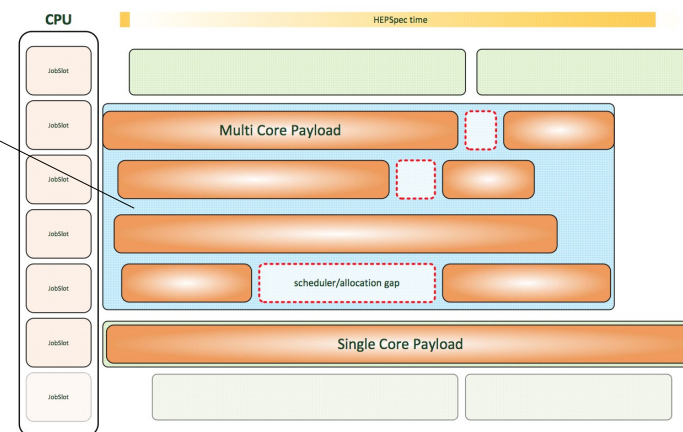 CPU
HEPSpec time
JobSlot
JobSlot
Multi Core Payload
JobSlot
JobSlot
JobSlot
scheduler/allocation gap
JobSlot
Single Core Payload
JobSlot